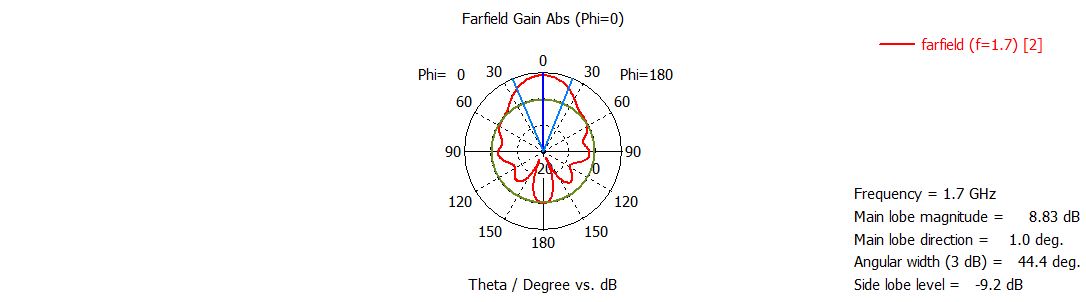 Farfield Gain Abs (Phi=0)
farfield (f=1.7) [2]
0
Phi= 0 30 30 Phi=180
60 60
90 90
-20 0
120 120
150 150
180
Frequency = 1.7 GHz
Main lobe magnitude = 8.83 dB
Main lobe direction = 1.0 deg.
Angular width (3 dB) = 44.4 deg.
Side lobe level = -9.2 dB
Theta / Degree vs. dB